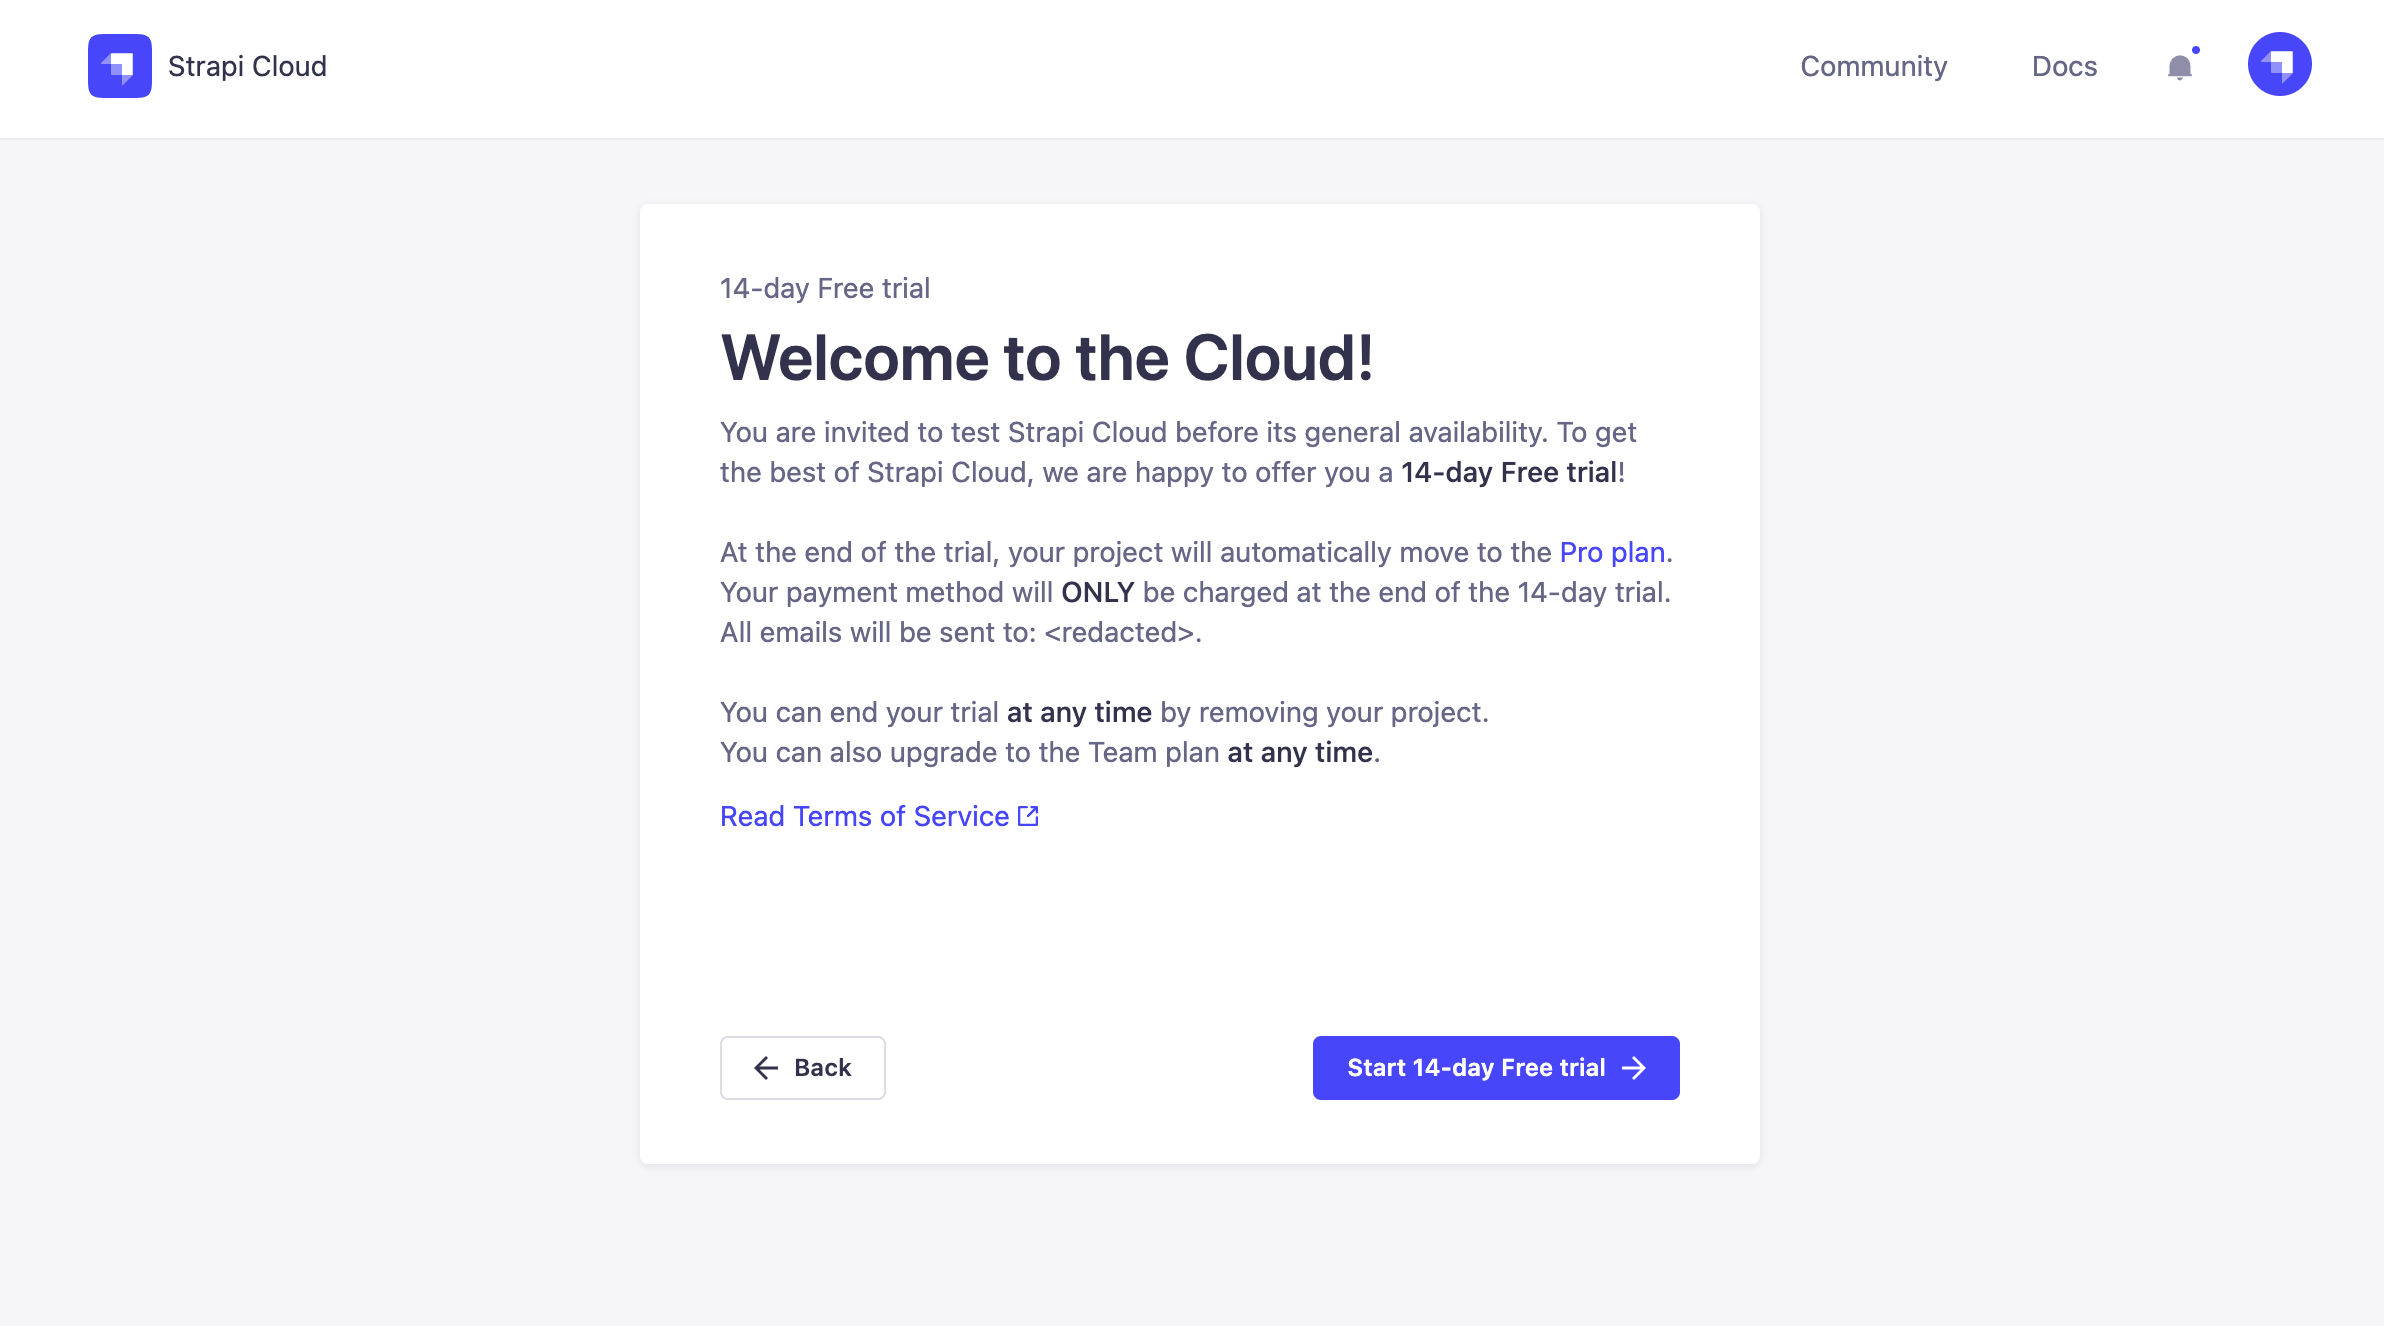 Strapi Cloud
Community
Docs
14-day Free trial
Welcome to the Cloud!
You are invited to test Strapi Cloud before its general availability. To get
the best of Strapi Cloud, we are happy to offer you a 14-day Free trial!
At the end of the trial, your project will automatically move to the Pro plan.
Your payment method will ONLY be charged at the end of the 14-day trial.
All emails will be sent to: <redacted>.
You can end your trial at any time by removing your project.
You can also upgrade to the Team plan at any time.
Read Terms of Service
Back
Start 14-day Free trial